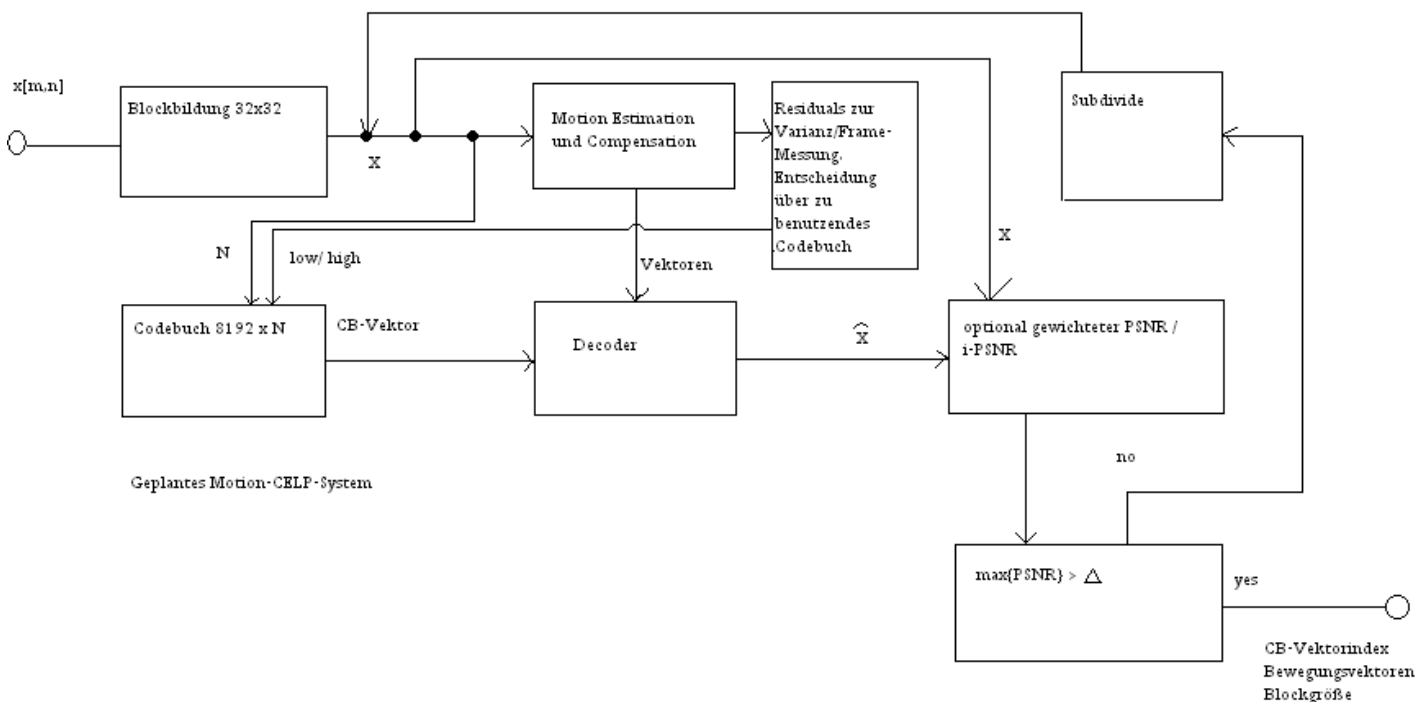 x[m,n]
Blockbildung 32x32
X
Motion Estimation
und Compensation
Residuals zur
Varianz/Frame-
Messung.
Entscheidung
über zu
benutzendes
Codebuch
Subdivide
N
low/ high
Vektoren
X
Codebuch 8192 x N
CB-Vektor
Decoder
X̂
optional gewichteter PSNR /
i-PSNR
Geplantes Motion-CELP-System
no
max{PSNR} > △
yes
CB-Vektorindex
Bewegungsvektoren
Blockgröße